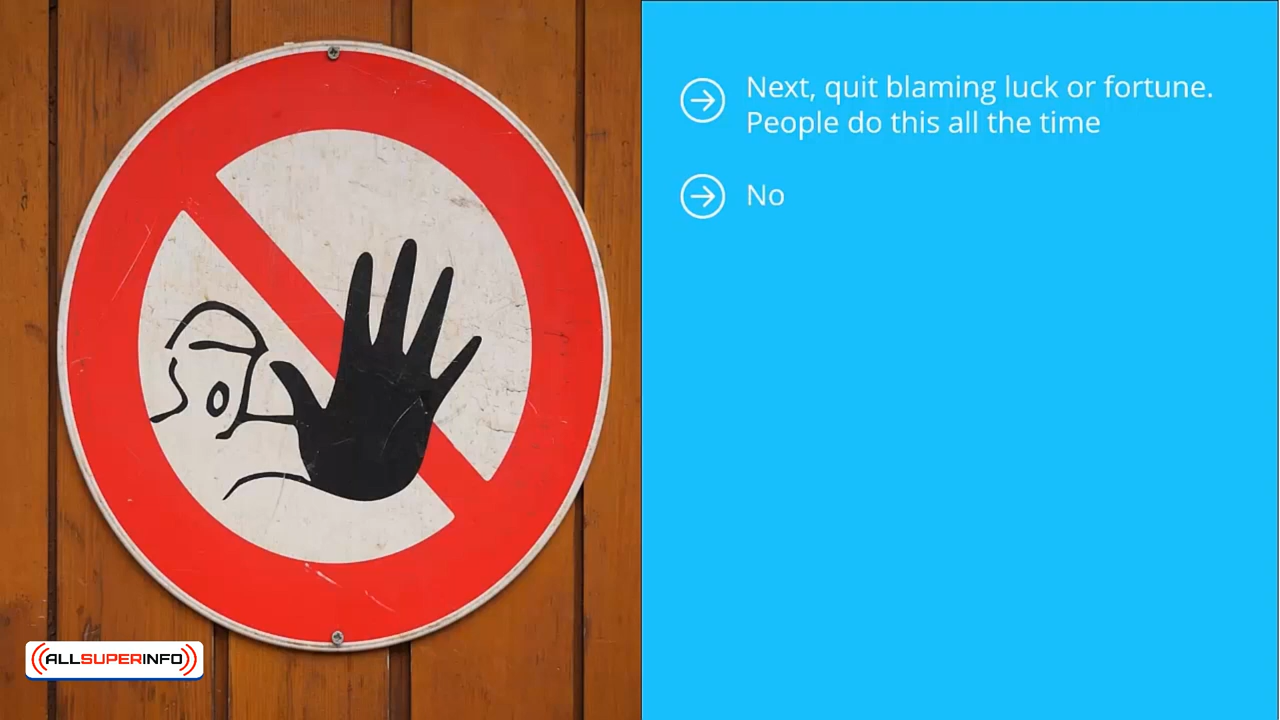 Next, quit blaming luck or fortune.
People do this all the time
No
ALLSUPERINFO